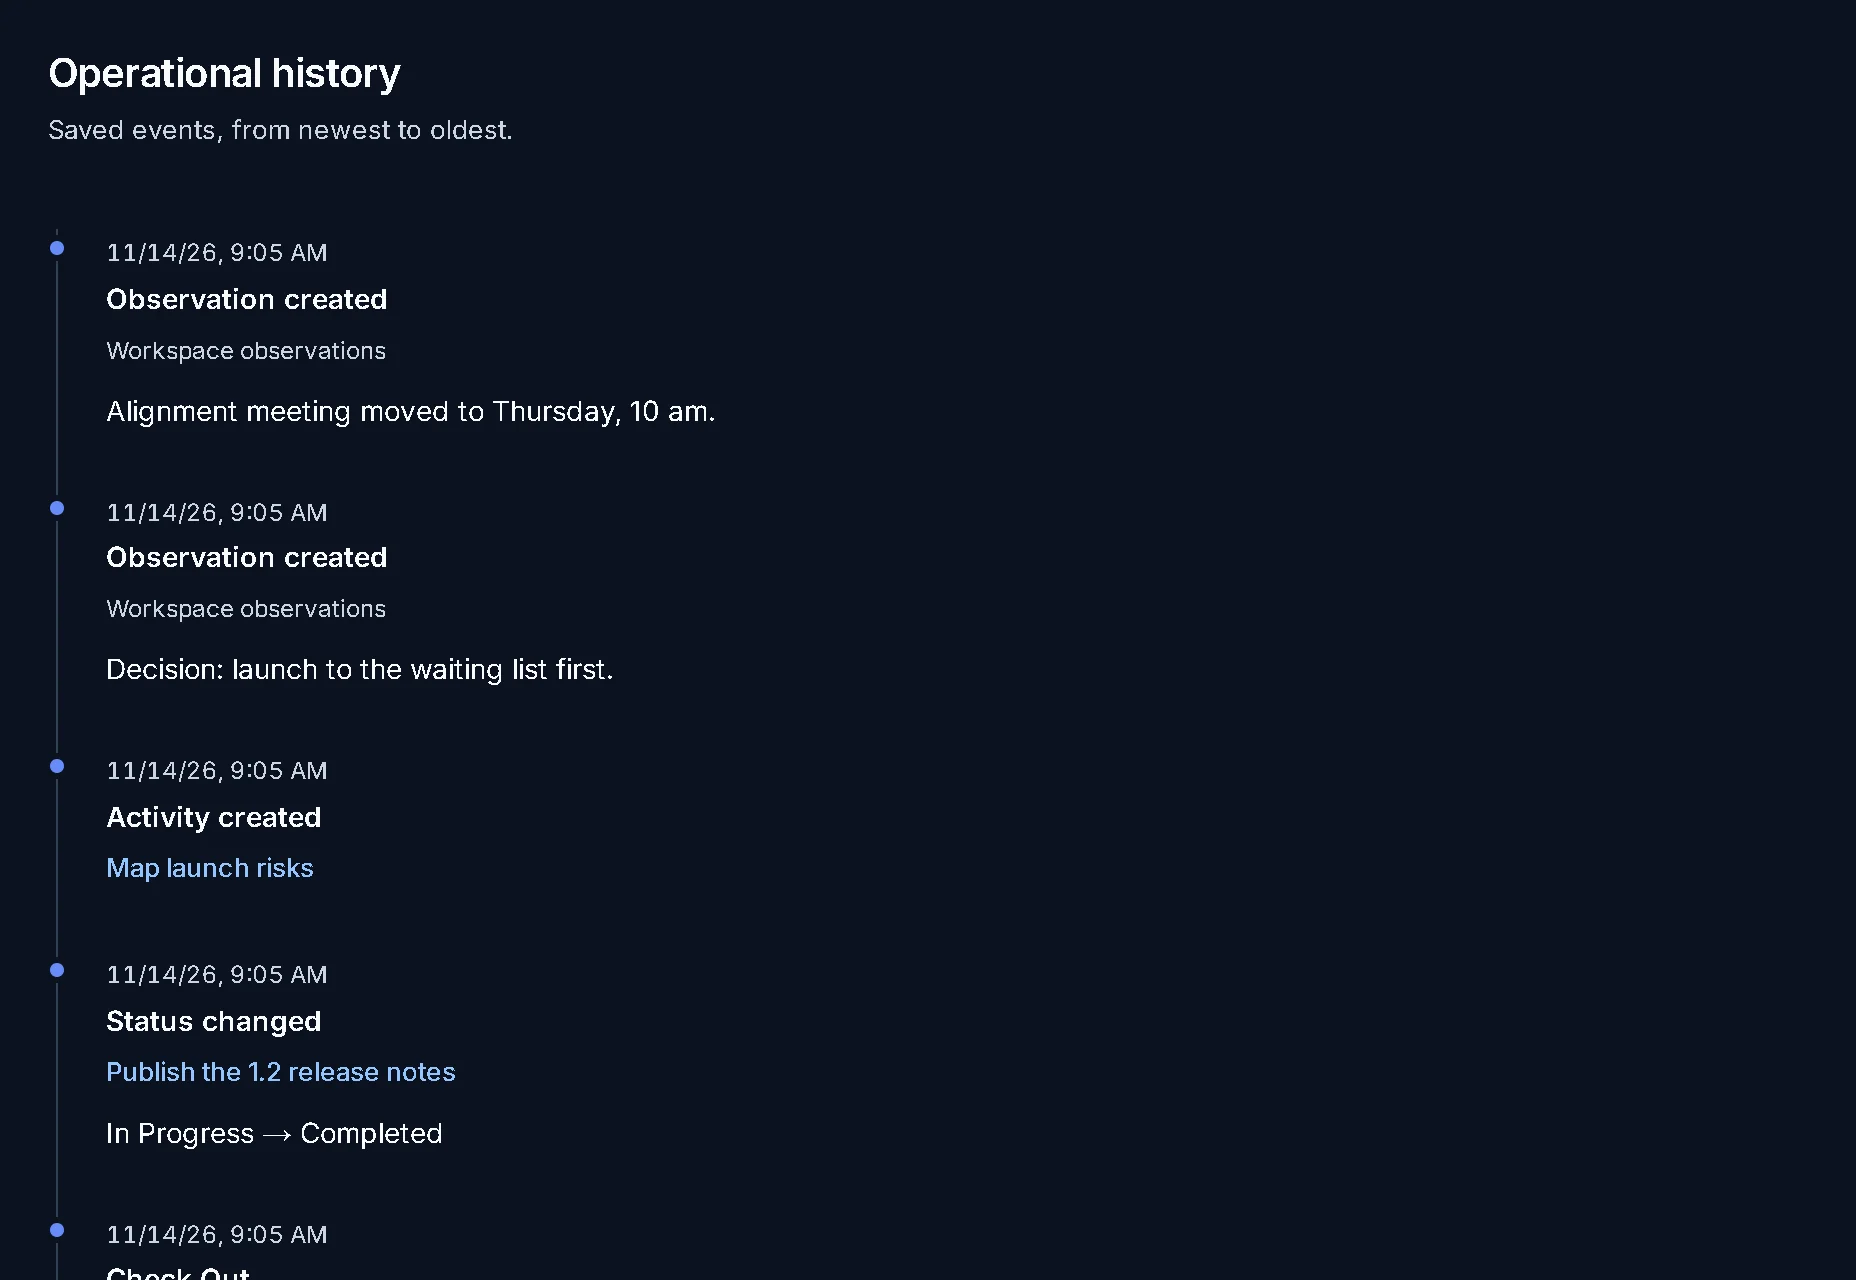 Operational history
Saved events, from newest to oldest.
11/14/26, 9:05 AM
Observation created
Workspace observations
Alignment meeting moved to Thursday, 10 am.
11/14/26, 9:05 AM
Observation created
Workspace observations
Decision: launch to the waiting list first.
11/14/26, 9:05 AM
Activity created
Map launch risks
11/14/26, 9:05 AM
Status changed
Publish the 1.2 release notes
In Progress → Completed
11/14/26, 9:05 AM
Check Out